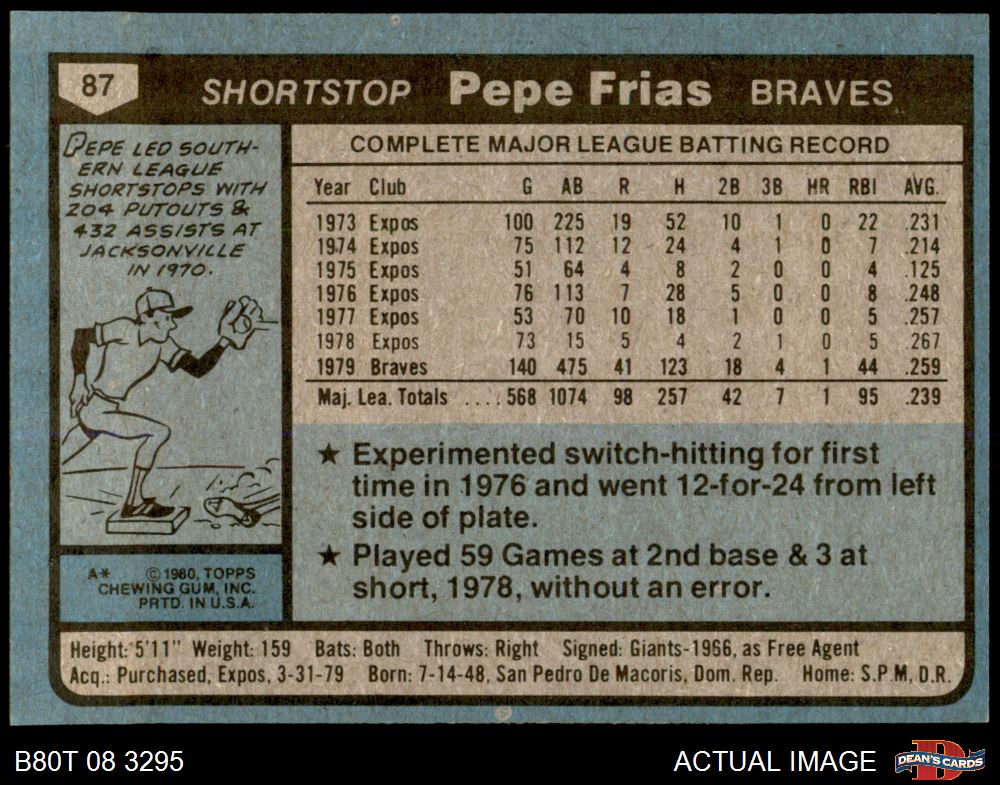 87 SHORTSTOP Pepe Frias BRAVES
PEPE LED SOUTH-
ERN LEAGUE
SHORTSTOPS WITH
204 PUTOUTS &
432 ASSISTS AT
JACKSONVILLE
IN 1970.
COMPLETE MAJOR LEAGUE BATTING RECORD
Year Club G AB R H 2B 3B HR RBI AVG.
1973 Expos 100 225 19 52 10 1 0 22 .231
1974 Expos 75 112 12 24 4 1 0 7 .214
1975 Expos 51 64 4 8 2 0 0 4 .125
1976 Expos 76 113 7 28 5 0 0 8 .248
1977 Expos 53 70 10 18 1 0 0 5 .257
1978 Expos 73 15 5 4 2 1 0 5 .267
1979 Braves 140 475 41 123 18 4 1 44 .259
Maj. Lea. Totals ....568 1074 98 257 42 7 1 95 .239
★ Experimented switch-hitting for first
time in 1976 and went 12-for-24 from left
side of plate.
★ Played 59 Games at 2nd base & 3 at
short, 1978, without an error.
A* ©1980, TOPPS
CHEWING GUM, INC.
PRTD. IN U.S.A.
Height: 5'11" Weight: 159 Bats: Both Throws: Right Signed: Giants-1966, as Free Agent
Acq.: Purchased, Expos, 3-31-79 Born: 7-14-48, San Pedro De Macoris, Dom. Rep. Home: S.P.M, D.R.
B80T 08 3295 ACTUAL IMAGE D DEAN'S CARDS